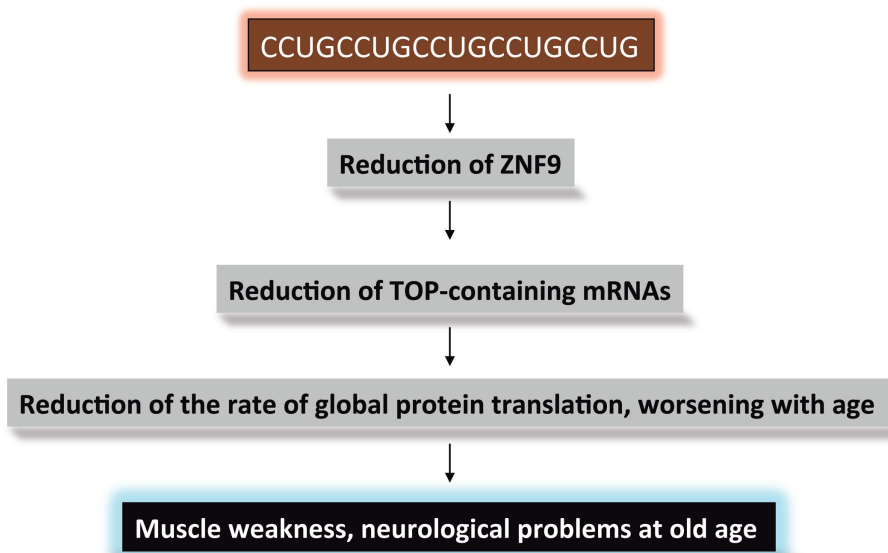 CCUGCCUGCCUGCCUGCCUG
Reduction of ZNF9
Reduction of TOP-containing mRNAs
Reduction of the rate of global protein translation, worsening with age
Muscle weakness, neurological problems at old age